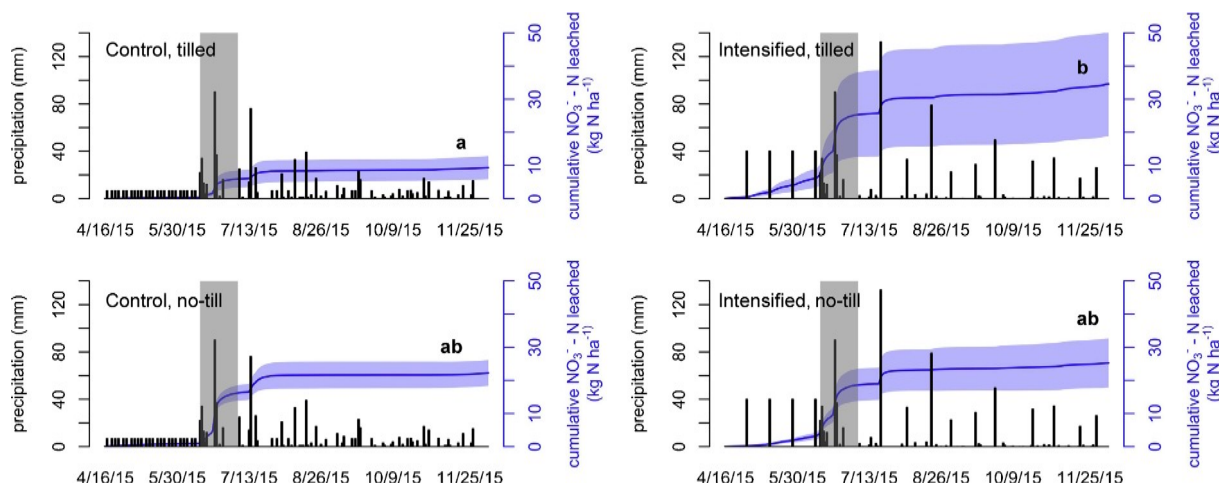 Control, tilled
precipitation (mm)
0 40 80 120
cumulative NO₃⁻ - N leached
(kg N ha⁻¹)
0 10 30 50
a
4/16/15 5/30/15 7/13/15 8/26/15 10/9/15 11/25/15
Intensified, tilled
precipitation (mm)
0 40 80 120
cumulative NO₃⁻ - N leached
(kg N ha⁻¹)
0 10 30 50
b
4/16/15 5/30/15 7/13/15 8/26/15 10/9/15 11/25/15
Control, no-till
precipitation (mm)
0 40 80 120
cumulative NO₃⁻ - N leached
(kg N ha⁻¹)
0 10 30 50
ab
4/16/15 5/30/15 7/13/15 8/26/15 10/9/15 11/25/15
Intensified, no-till
precipitation (mm)
0 40 80 120
cumulative NO₃⁻ - N leached
(kg N ha⁻¹)
0 10 30 50
ab
4/16/15 5/30/15 7/13/15 8/26/15 10/9/15 11/25/15